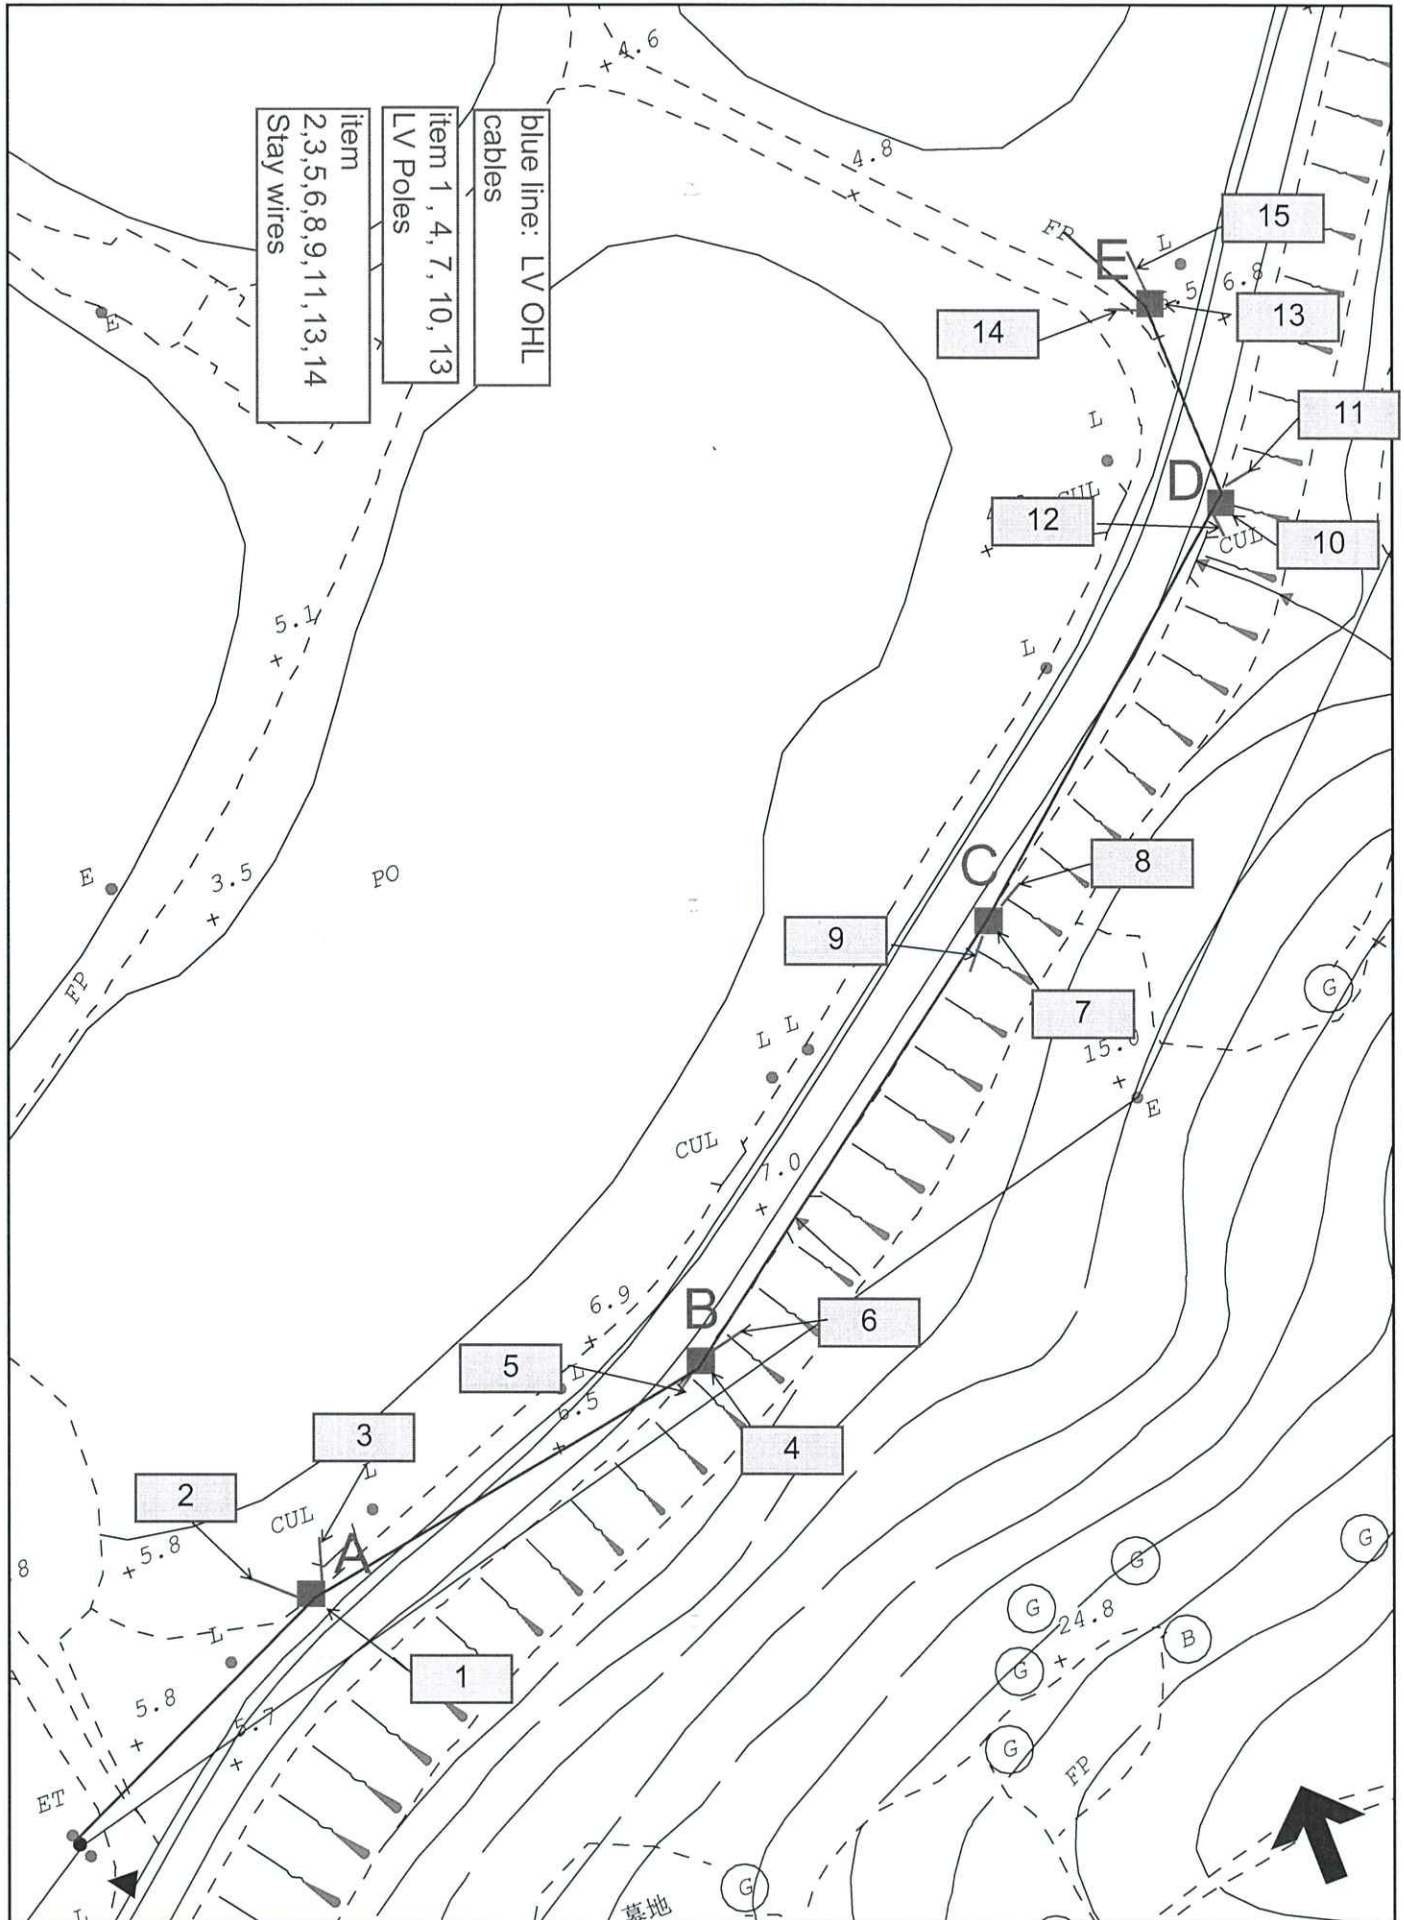 4.6
4.8
blue line: LV OHL
cables
item 1 , 4, 7, 10, 13
LV Poles
item
2,3,5,6,8,9,11,13,14
Stay wires
15
FP
E
L
6.8
13
14
E
11
L
D
CUL
12
CUL
10
5.1
L
8
C
E
3.5
PO
9
G
7
FP
L
L
15.0
E
CUL
7.0
6.9
B
6
5
L
6.5
4
3
2
L
CUL
A
5.8
8
G
G
G
24.8
B
L
G
1
5.8
5.7
G
FP
ET
G
墓地
L